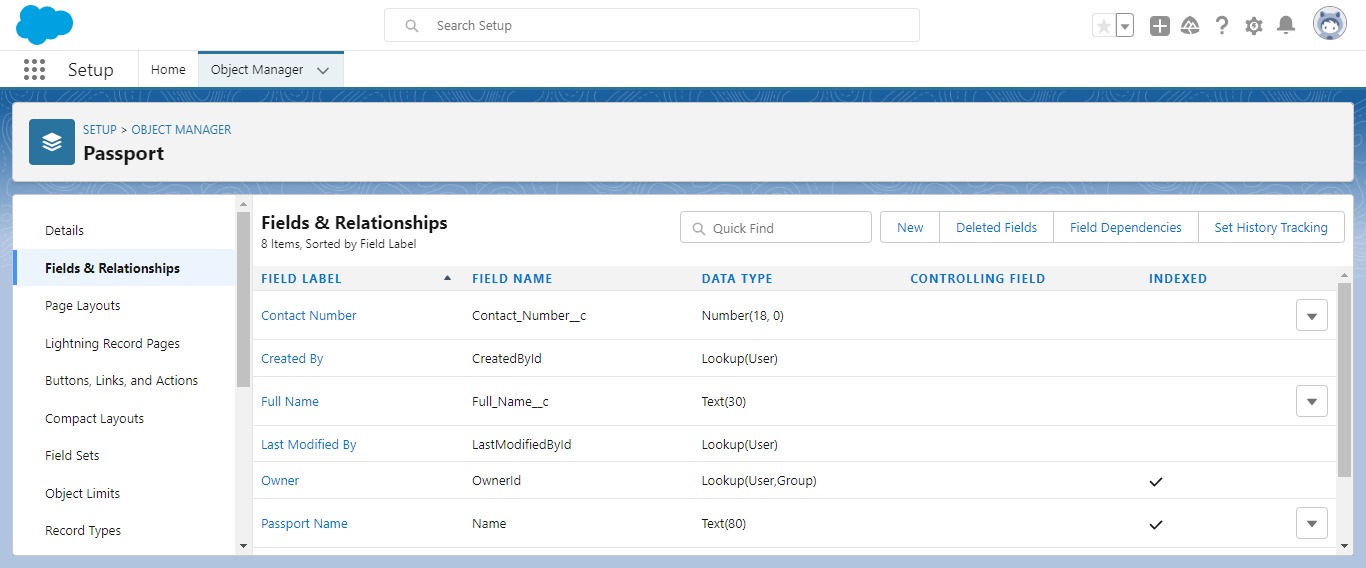 Search Setup
Setup
Home
Object Manager
SETUP > OBJECT MANAGER
Passport
Details
Fields & Relationships
Page Layouts
Lightning Record Pages
Buttons, Links, and Actions
Compact Layouts
Field Sets
Object Limits
Record Types
Fields & Relationships
8 Items, Sorted by Field Label
Quick Find
New
Deleted Fields
Field Dependencies
Set History Tracking
FIELD LABEL FIELD NAME DATA TYPE CONTROLLING FIELD INDEXED
Contact Number Contact_Number__c Number(18, 0)
Created By CreatedById Lookup(User)
Full Name Full_Name__c Text(30)
Last Modified By LastModifiedById Lookup(User)
Owner OwnerId Lookup(User,Group)
Passport Name Name Text(80)